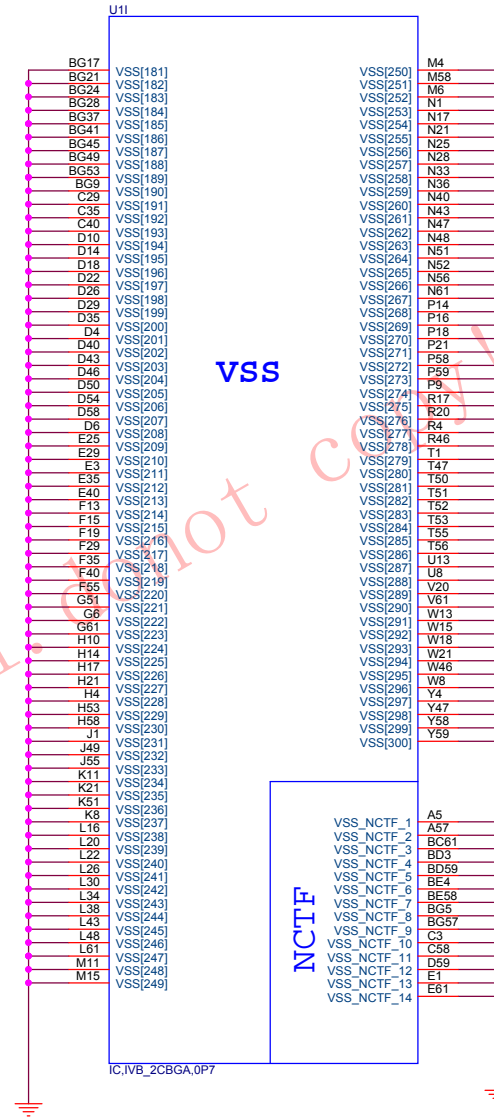 U1I
BG17 VSS[181]
BG21 VSS[182]
BG24 VSS[183]
BG28 VSS[184]
BG37 VSS[185]
BG41 VSS[186]
BG45 VSS[187]
BG49 VSS[188]
BG53 VSS[189]
BG9 VSS[190]
C29 VSS[191]
C35 VSS[192]
C40 VSS[193]
D10 VSS[194]
D14 VSS[195]
D18 VSS[196]
D22 VSS[197]
D26 VSS[198]
D29 VSS[199]
D35 VSS[200]
D4 VSS[201]
D40 VSS[202]
D43 VSS[203]
D46 VSS[204]
D50 VSS[205]
D54 VSS[206]
D58 VSS[207]
D6 VSS[208]
E25 VSS[209]
E29 VSS[210]
E3 VSS[211]
E35 VSS[212]
E40 VSS[213]
F13 VSS[214]
F15 VSS[215]
F19 VSS[216]
F29 VSS[217]
F35 VSS[218]
F40 VSS[219]
F55 VSS[220]
G51 VSS[221]
G6 VSS[222]
G61 VSS[223]
H10 VSS[224]
H14 VSS[225]
H17 VSS[226]
H21 VSS[227]
H4 VSS[228]
H53 VSS[229]
H58 VSS[230]
J1 VSS[231]
J49 VSS[232]
J55 VSS[233]
K11 VSS[234]
K21 VSS[235]
K51 VSS[236]
K8 VSS[237]
L16 VSS[238]
L20 VSS[239]
L22 VSS[240]
L26 VSS[241]
L30 VSS[242]
L34 VSS[243]
L38 VSS[244]
L43 VSS[245]
L48 VSS[246]
L61 VSS[247]
M11 VSS[248]
M15 VSS[249]
VSS
VSS[250] M4
VSS[251] M58
VSS[252] M6
VSS[253] N1
VSS[254] N17
VSS[255] N21
VSS[256] N25
VSS[257] N28
VSS[258] N33
VSS[259] N36
VSS[260] N40
VSS[261] N43
VSS[262] N47
VSS[263] N48
VSS[264] N51
VSS[265] N52
VSS[266] N56
VSS[267] N61
VSS[268] P14
VSS[269] P16
VSS[270] P18
VSS[271] P21
VSS[272] P58
VSS[273] P59
VSS[274] P9
VSS[275] R17
VSS[276] R20
VSS[277] R4
VSS[278] R46
VSS[279] T1
VSS[280] T47
VSS[281] T50
VSS[282] T51
VSS[283] T52
VSS[284] T53
VSS[285] T55
VSS[286] T56
VSS[287] U13
VSS[288] U8
VSS[289] V20
VSS[290] V61
VSS[291] W13
VSS[292] W15
VSS[293] W18
VSS[294] W21
VSS[295] W46
VSS[296] W8
VSS[297] Y4
VSS[298] Y47
VSS[299] Y58
VSS[300] Y59
NCTF
VSS_NCTF_1 A5
VSS_NCTF_2 A57
VSS_NCTF_3 BC61
VSS_NCTF_4 BD3
VSS_NCTF_5 BD59
VSS_NCTF_6 BE4
VSS_NCTF_7 BE58
VSS_NCTF_8 BG5
VSS_NCTF_9 BG57
VSS_NCTF_10 C3
VSS_NCTF_11 C58
VSS_NCTF_12 D59
VSS_NCTF_13 E1
VSS_NCTF_14 E61
IC,IVB_2CBGA,0P7
donot copy!